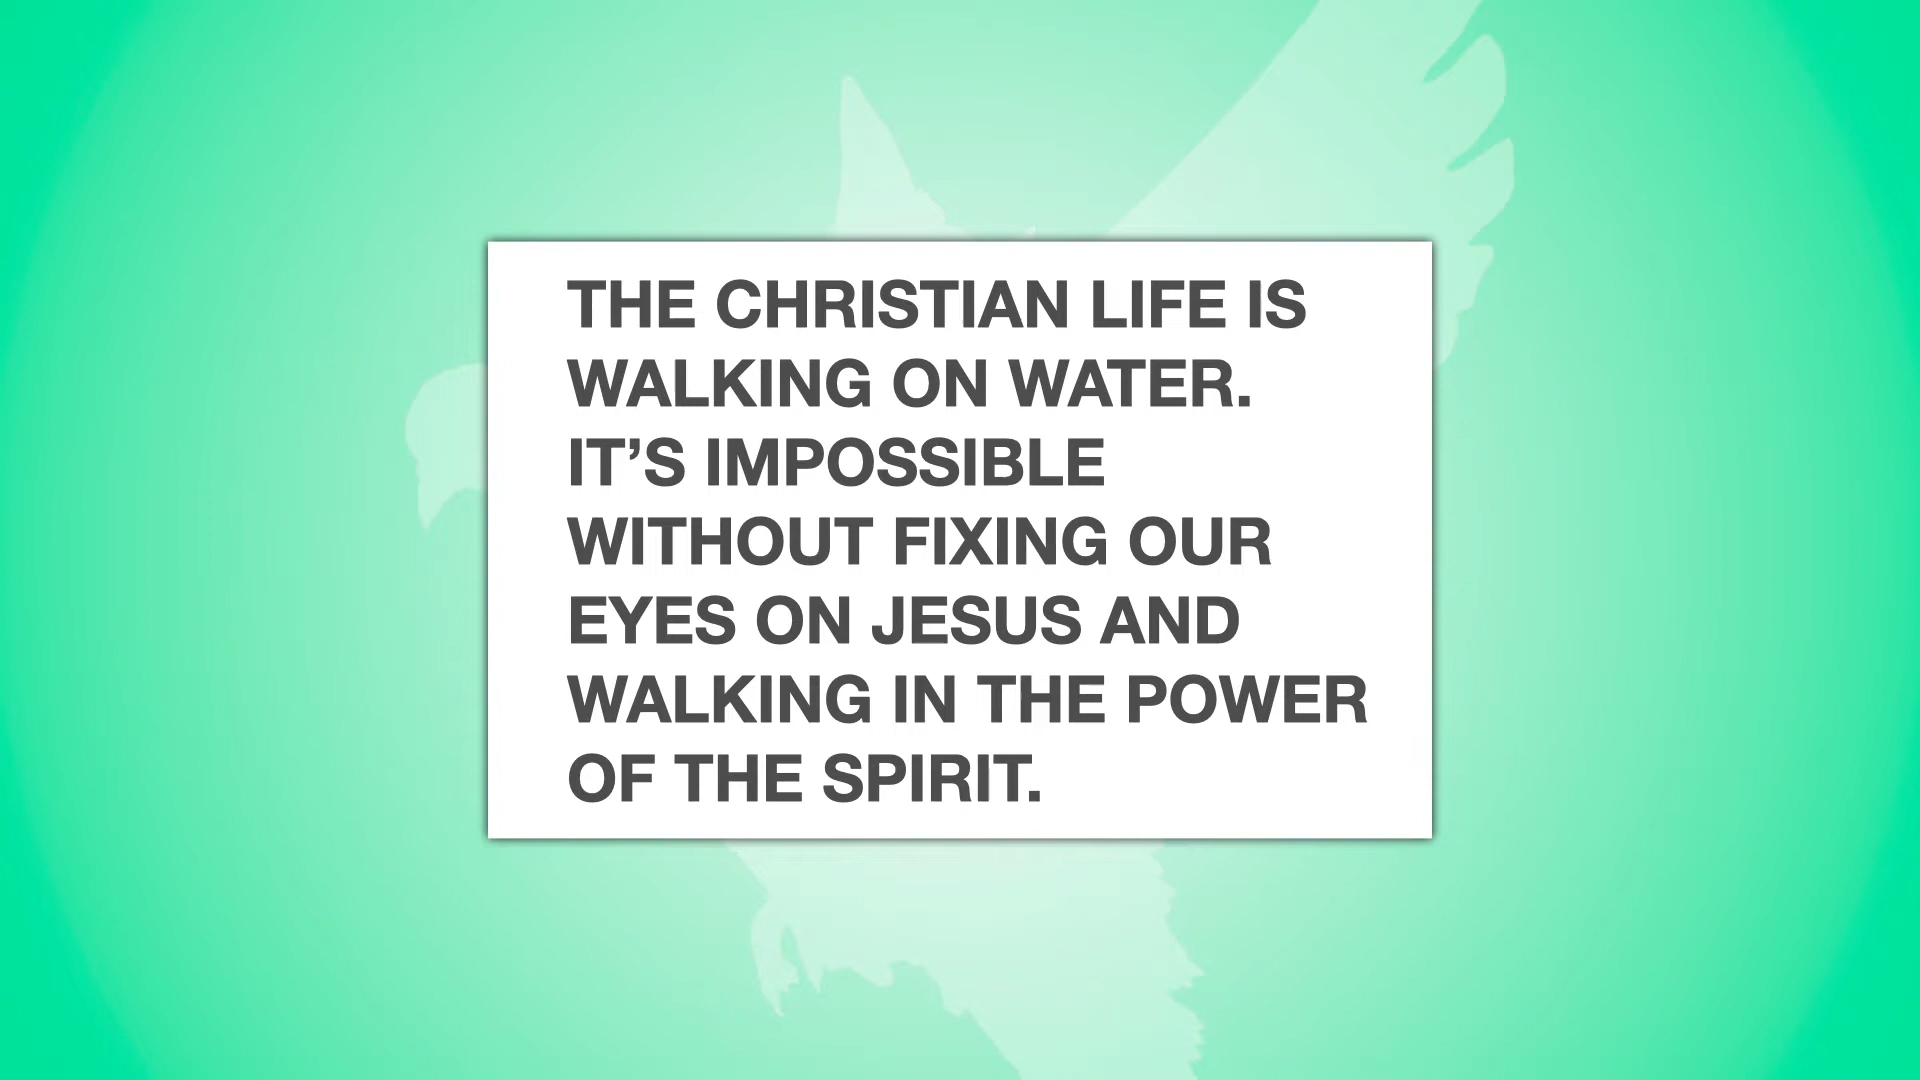 THE CHRISTIAN LIFE IS
WALKING ON WATER.
IT’S IMPOSSIBLE
WITHOUT FIXING OUR
EYES ON JESUS AND
WALKING IN THE POWER
OF THE SPIRIT.